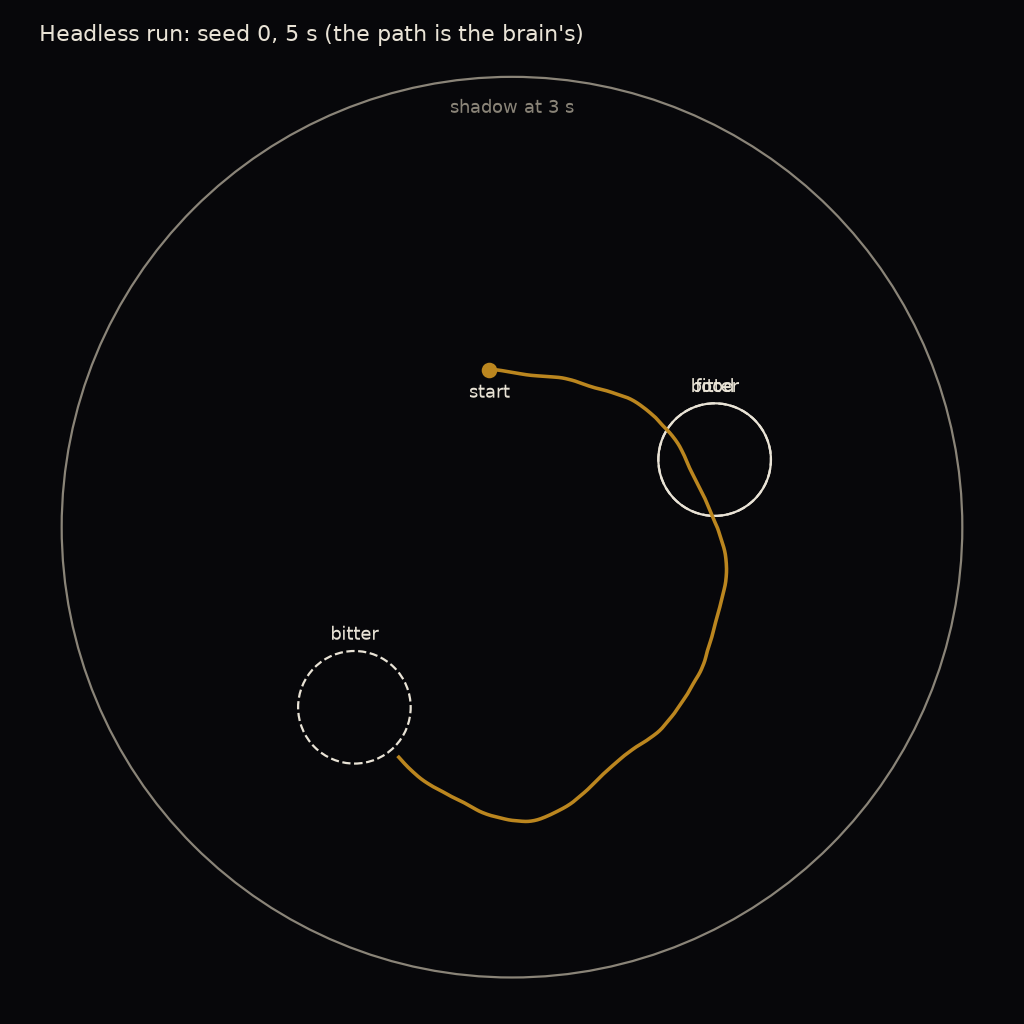 Headless run: seed 0, 5 s (the path is the brain's)
shadow at 3 s
start
bitter